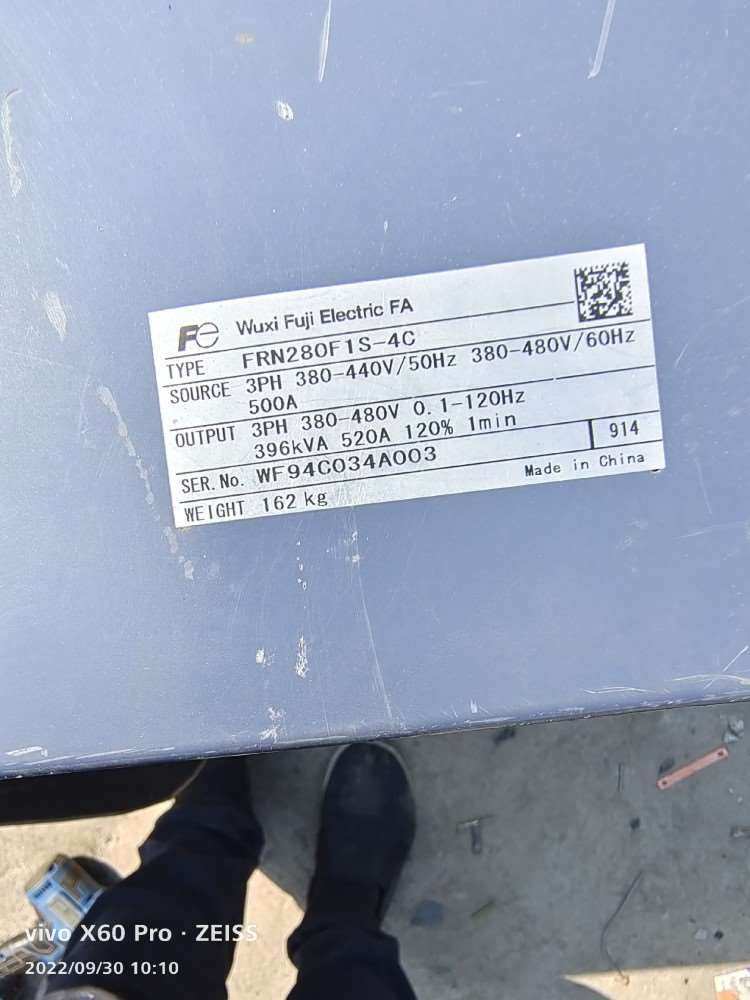 Fe Wuxi Fuji Electric FA
TYPE FRN280F1S-4C
SOURCE 3PH 380-440V/50Hz 380-480V/60Hz
500A
OUTPUT 3PH 380-480V 0.1-120Hz
396kVA 520A 120% 1min
SER.No. WF94C034A003 914
WEIGHT 162 kg Made in China
vivo X60 Pro · ZEISS
2022/09/30 10:10